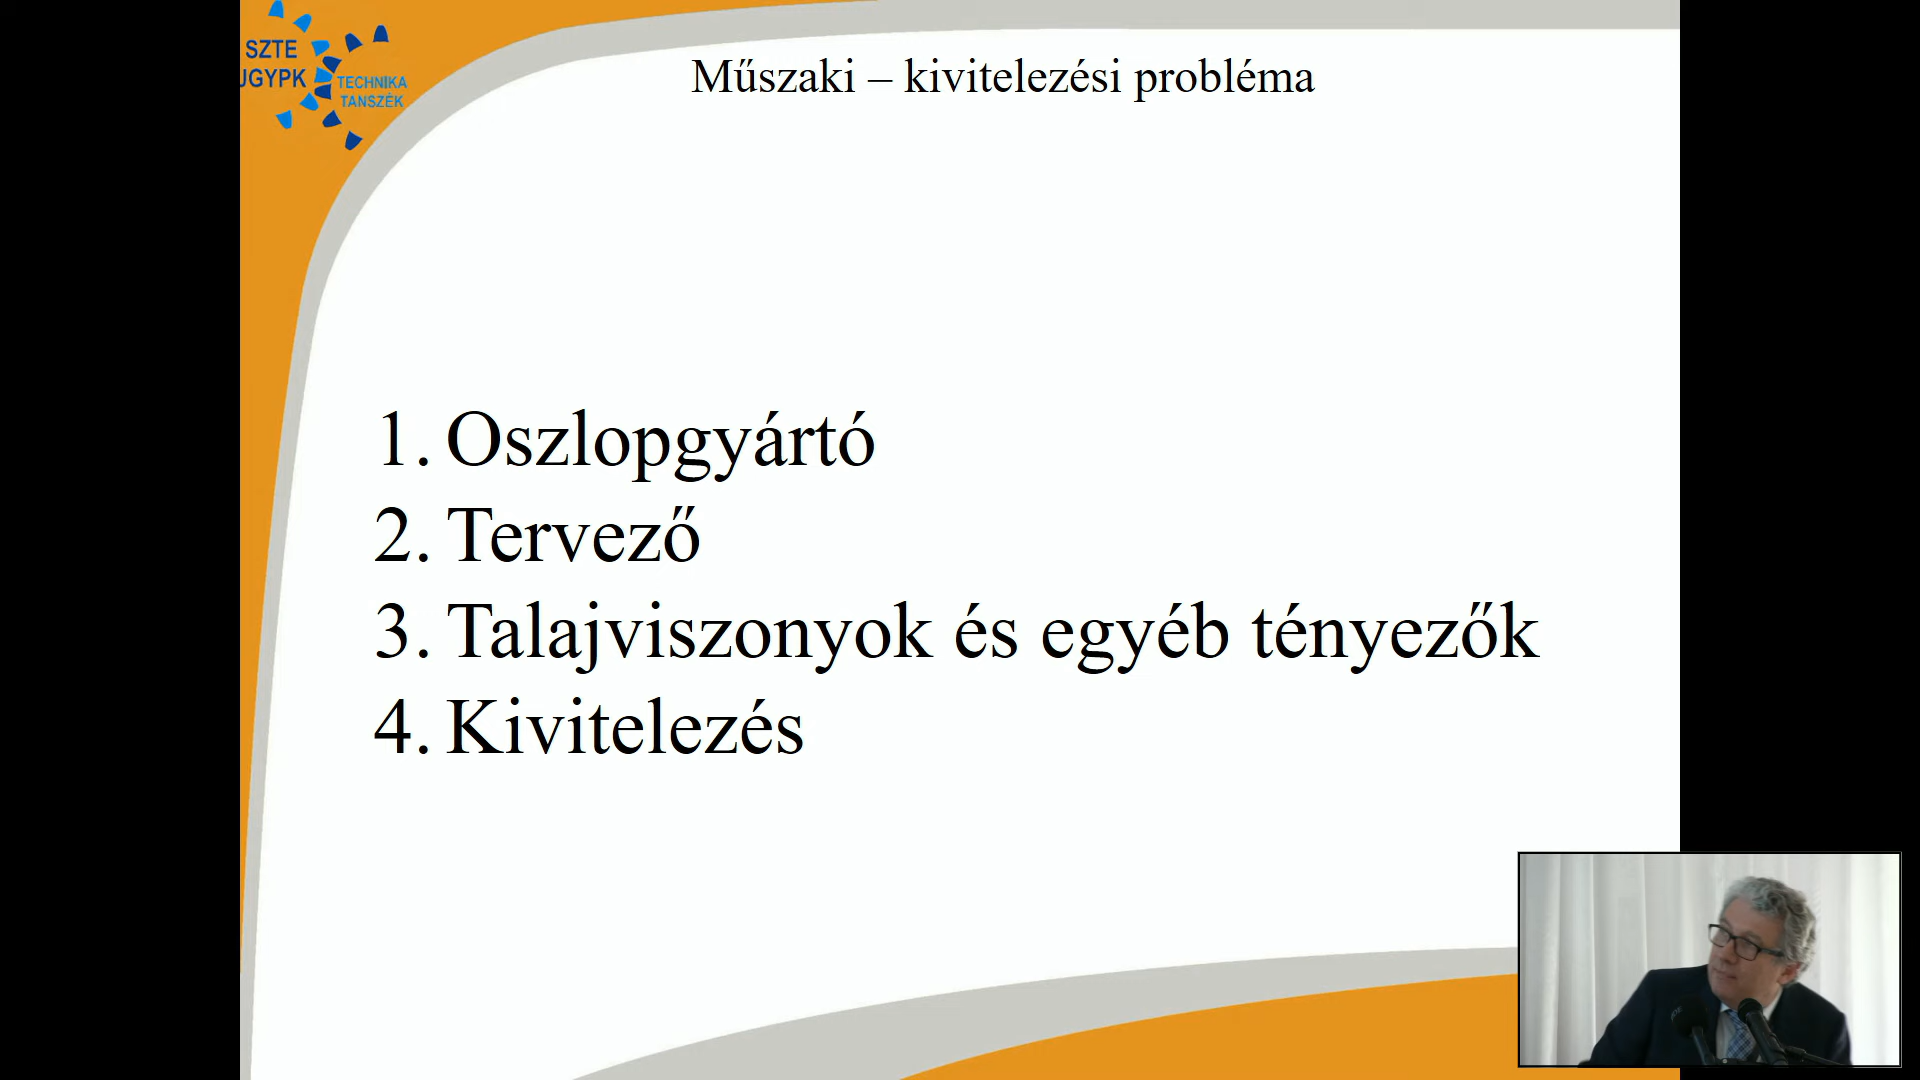 SZTE
JGYPK
TECHNIKA
TANSZÉK
Műszaki – kivitelezési probléma
1. Oszlopgyártó
2. Tervező
3. Talajviszonyok és egyéb tényezők
4. Kivitelezés